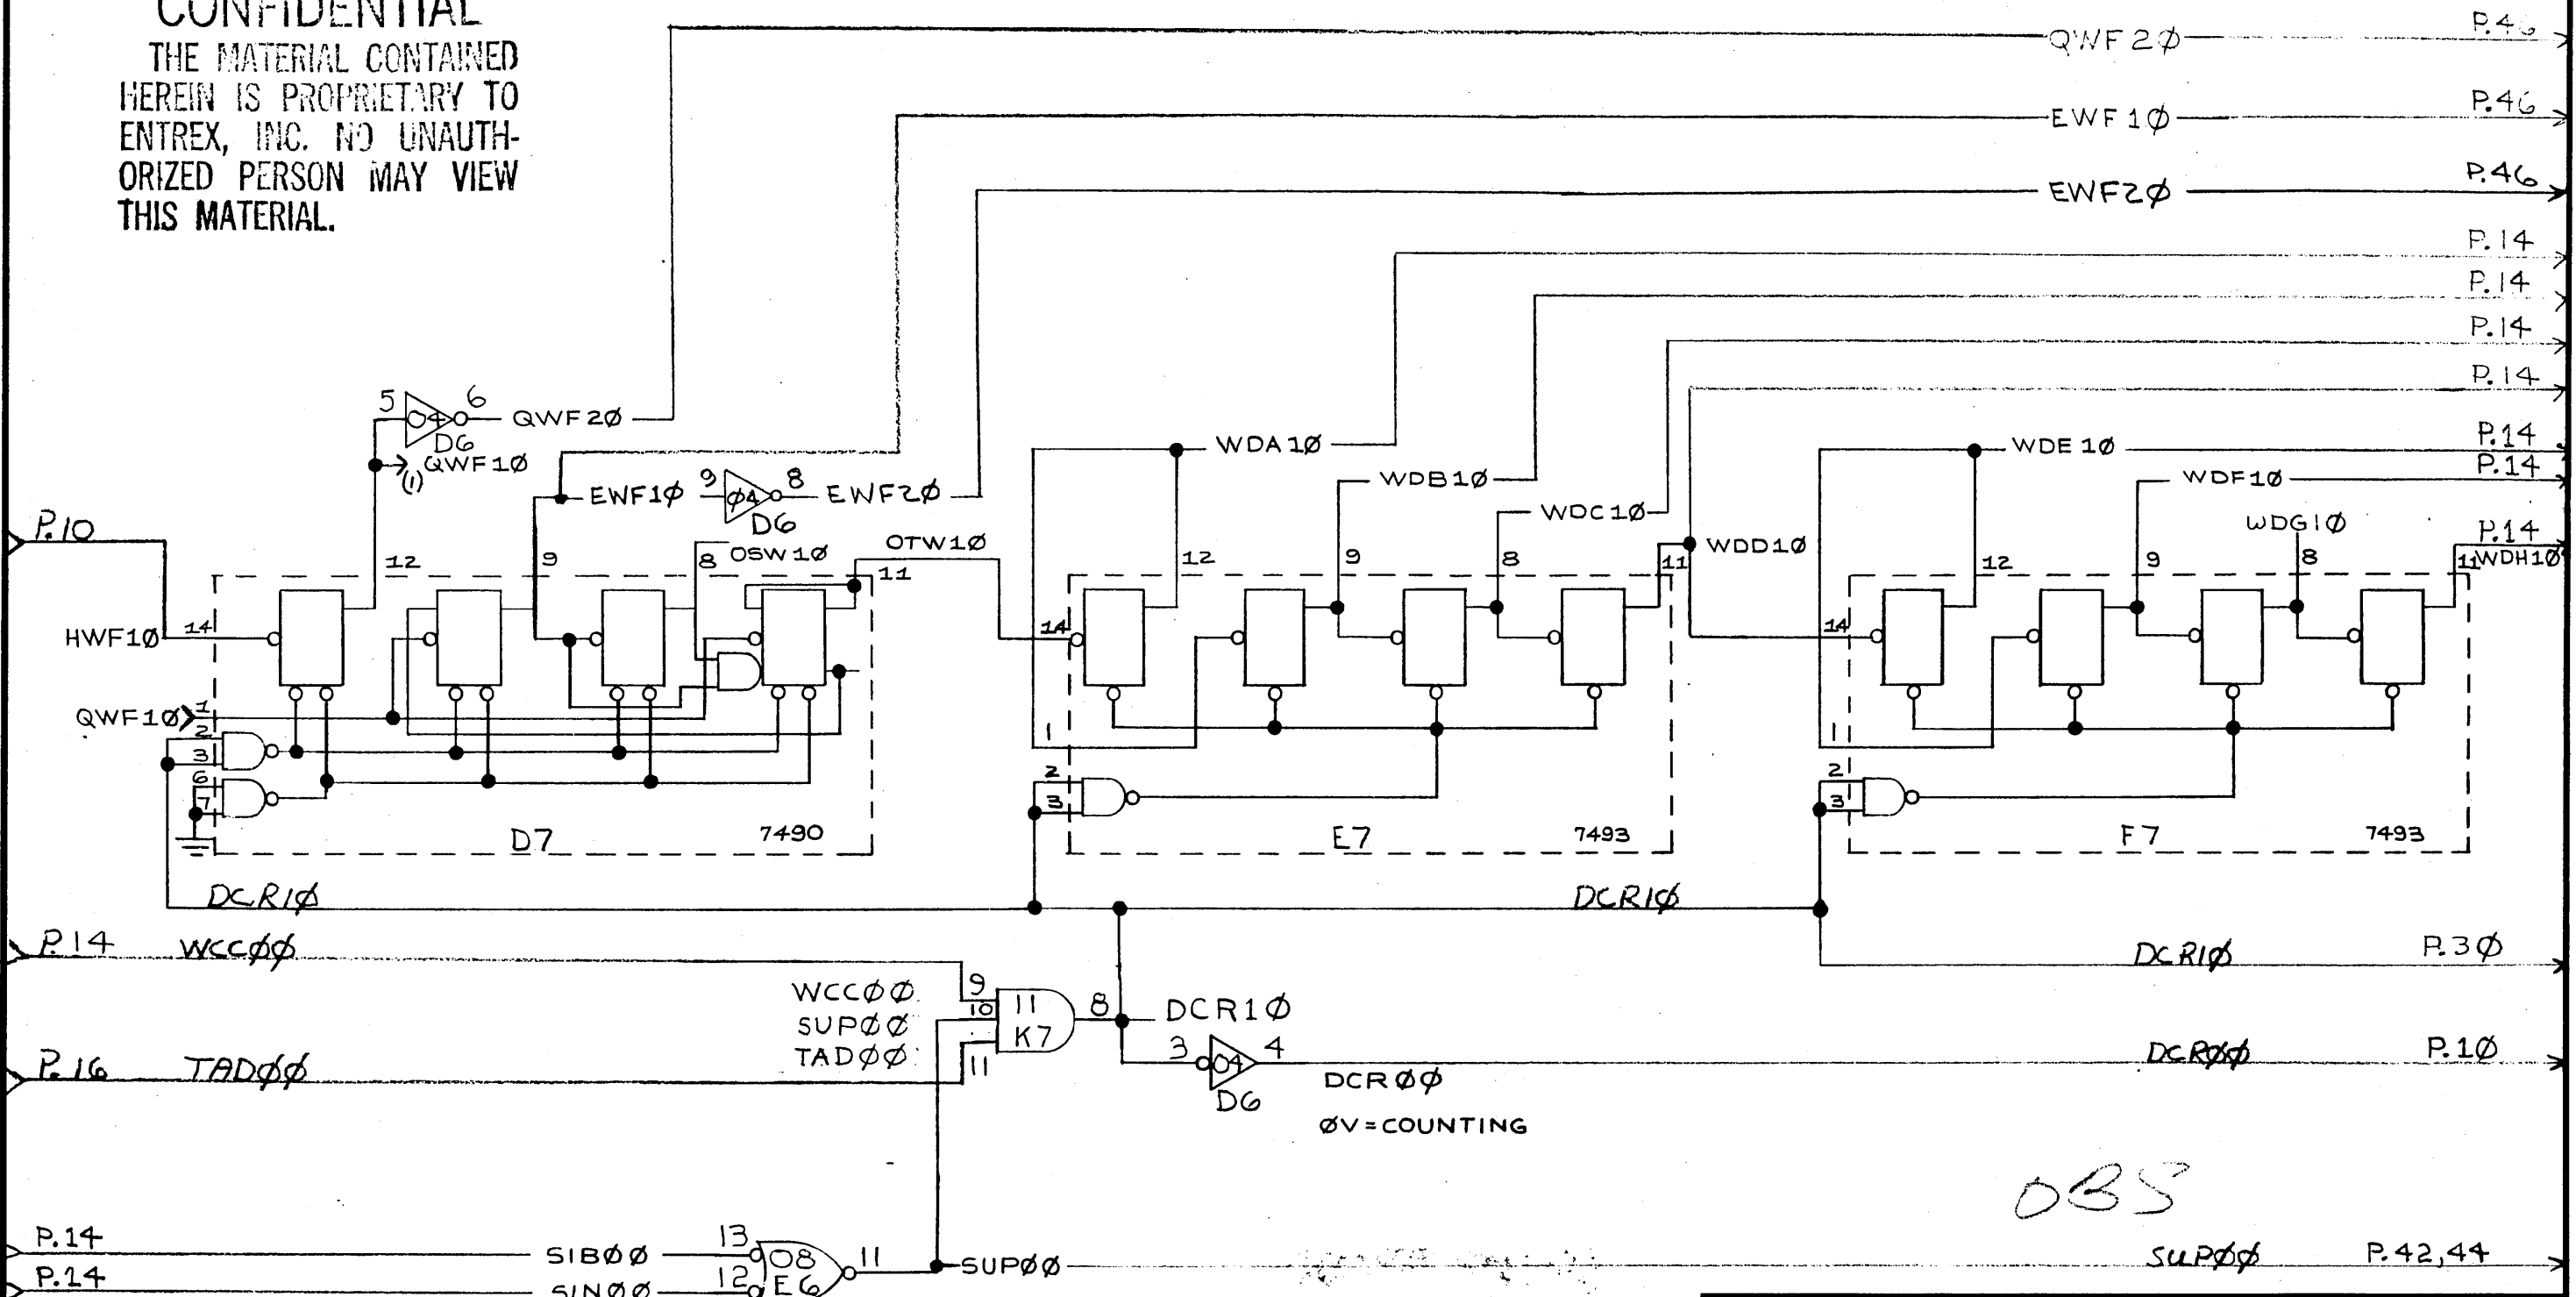 CONFIDENTIAL
THE MATERIAL CONTAINED
HEREIN IS PROPRIETARY TO
ENTREX, INC. NO UNAUTH-
ORIZED PERSON MAY VIEW
THIS MATERIAL.
QWF2Ø P.46
EWF1Ø P.46
EWF2Ø P.46
P.14
P.14
P.14
P.14
5 04 6 QWF2Ø
D6
QWF1Ø
(1)
EWF1Ø 9 Ø4 8 EWF2Ø
D6
WDA1Ø
WDB1Ø
WDC1Ø
WDD1Ø
WDE1Ø P.14
WDF1Ø P.14
WDG1Ø
P.14
WDH1Ø
P.10
12 9 8 OSW1Ø OTW1Ø 11
12 9 8 11
12 9 8 11
HWF1Ø 14
14
14
QWF1Ø 1
2
3
6
7
1
2
3
1
2
3
D7 7490
E7 7493
F7 7493
DCR1Ø DCR1Ø
P.14 WCCØØ
DCR1Ø P.3Ø
WCCØØ 9
SUPØØ 10
TADØØ 11
11
K7
8 DCR1Ø
P.16 TADØØ
3 04 4
D6
DCRØØ
DCRØØ P.1Ø
ØV=COUNTING
OBS
P.14 SIBØØ 13
P.14 SINØØ 12
08
E6
11 SUPØØ
SUPØØ P.42,44